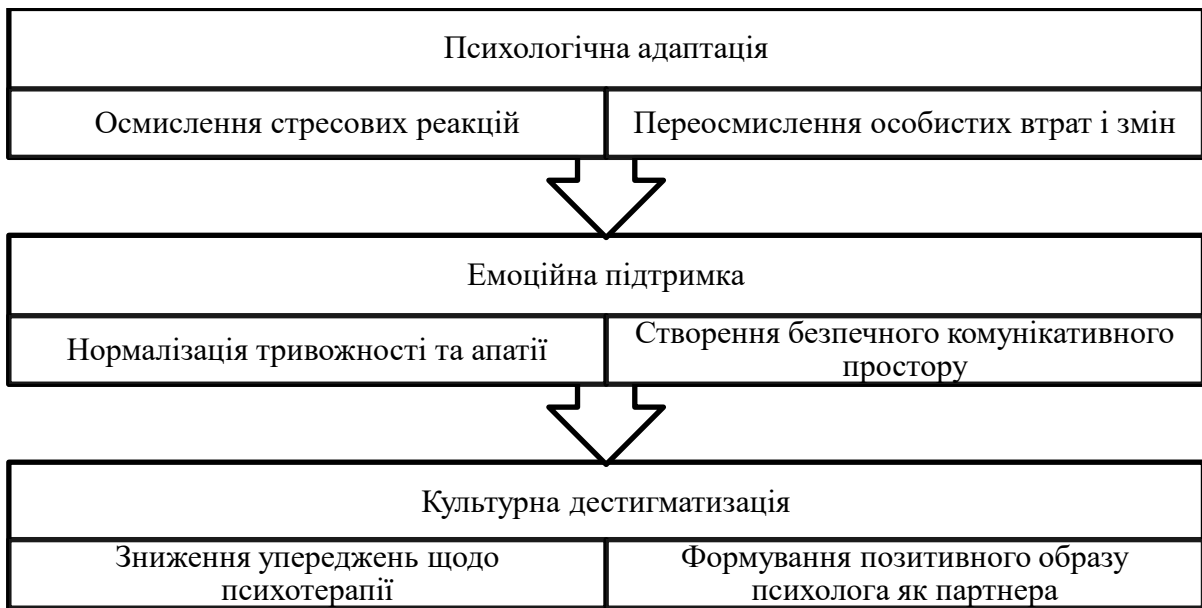 Психологічна адаптація
Осмислення стресових реакцій
Переосмислення особистих втрат і змін
Емоційна підтримка
Нормалізація тривожності та апатії
Створення безпечного комунікативного
простору
Культурна дестигматизація
Зниження упереджень щодо
психотерапії
Формування позитивного образу
психолога як партнера